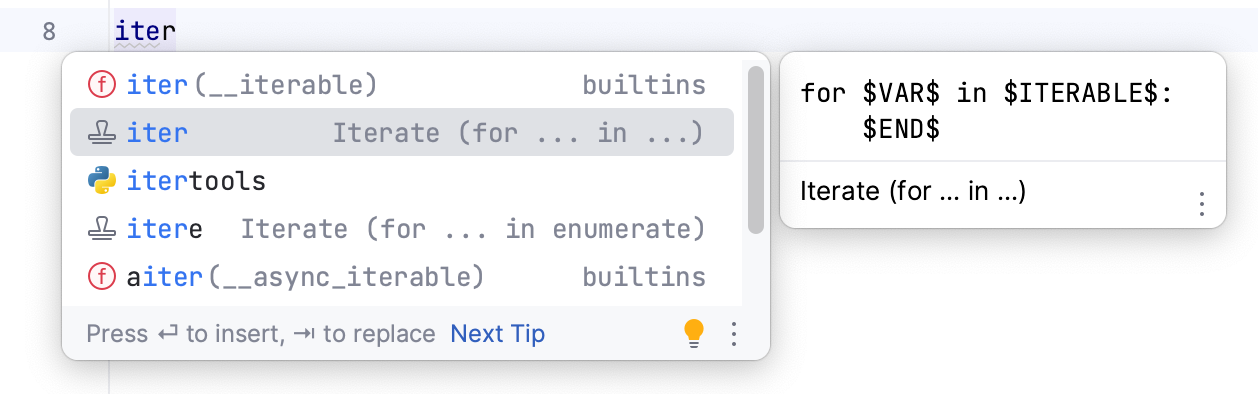 8 iter
iter(__iterable) builtins
iter Iterate (for ... in ...)
itertools
itere Iterate (for ... in enumerate)
aiter(__async_iterable) builtins
Press ↵ to insert, ⇥ to replace Next Tip
for $VAR$ in $ITERABLE$:
    $END$
Iterate (for ... in ...)